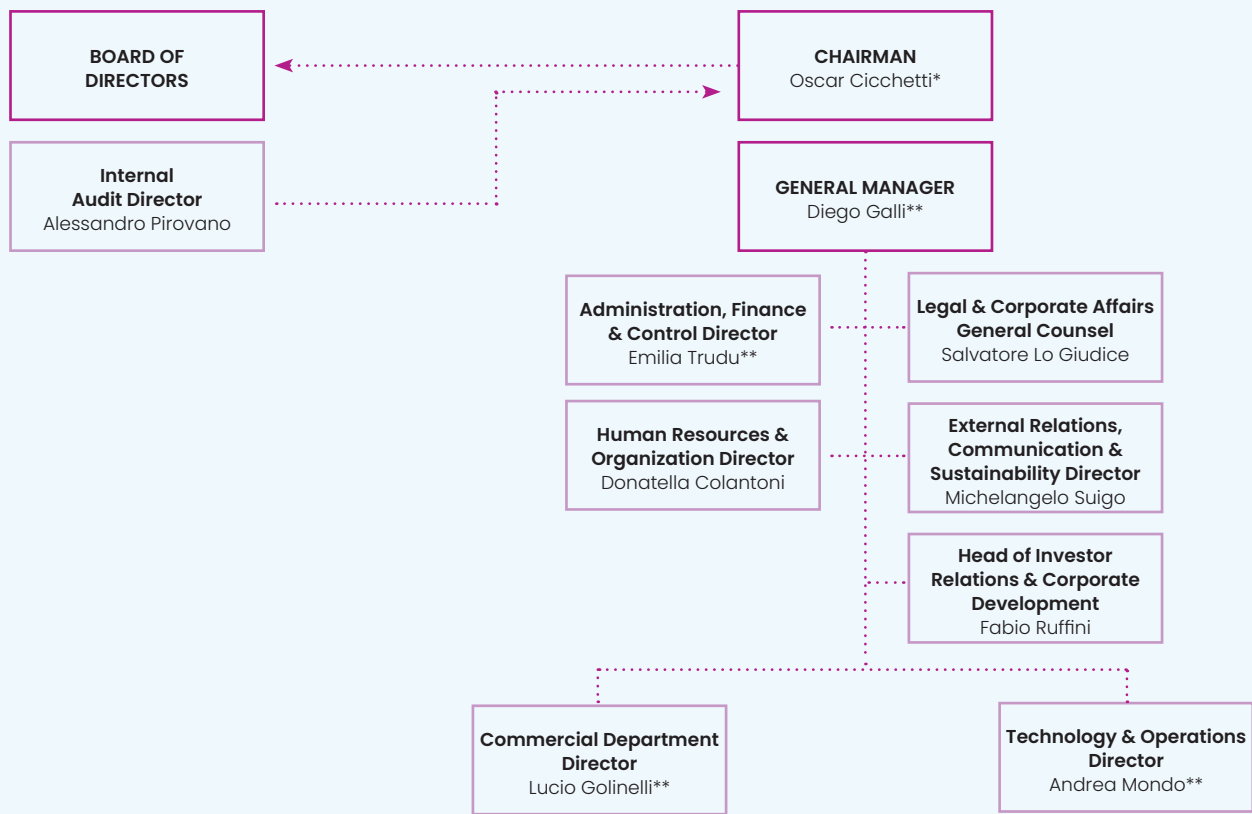 BOARD OF
DIRECTORS
CHAIRMAN
Oscar Cicchetti*
Internal
Audit Director
Alessandro Pirovano
GENERAL MANAGER
Diego Galli**
Administration, Finance
& Control Director
Emilia Trudu**
Legal & Corporate Affairs
General Counsel
Salvatore Lo Giudice
Human Resources &
Organization Director
Donatella Colantoni
External Relations,
Communication &
Sustainability Director
Michelangelo Suigo
Head of Investor
Relations & Corporate
Development
Fabio Ruffini
Commercial Department
Director
Lucio Golinelli**
Technology & Operations
Director
Andrea Mondo**